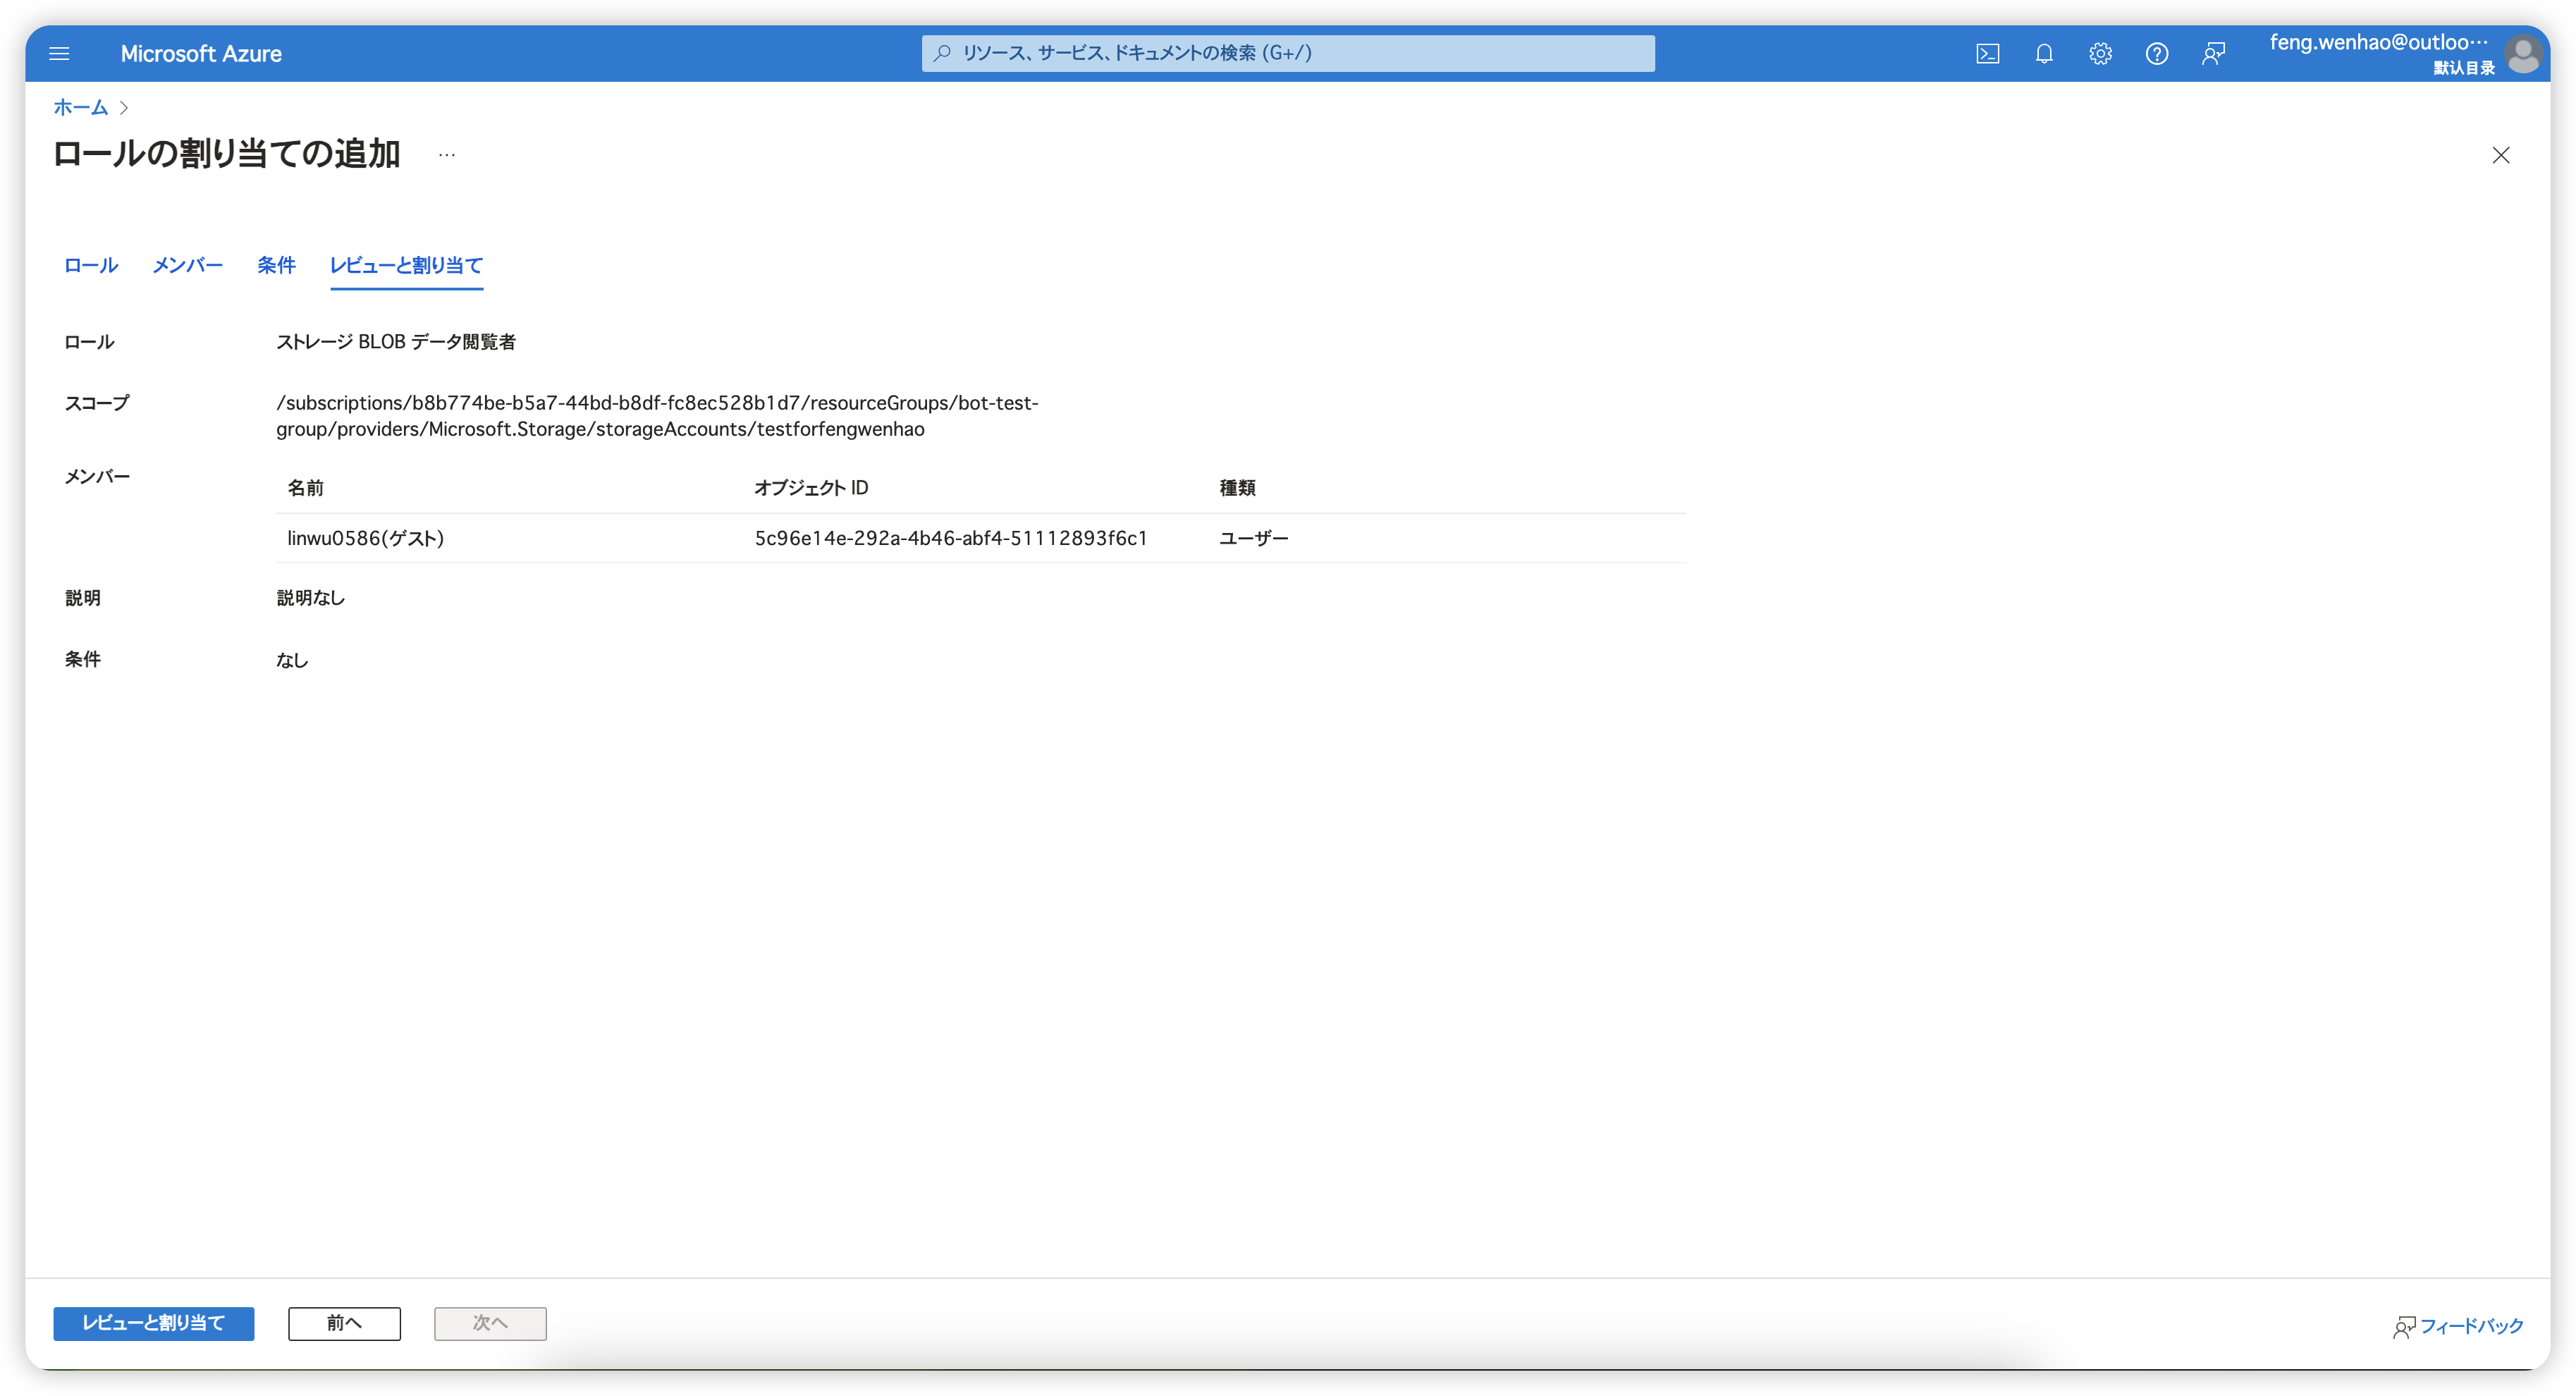 Microsoft Azure
リソース、サービス、ドキュメントの検索 (G+/)
feng.wenhao@outloo…
默认目录
ホーム
ロールの割り当ての追加 …
ロール メンバー 条件 レビューと割り当て
ロール ストレージ BLOB データ閲覧者
スコープ /subscriptions/b8b774be-b5a7-44bd-b8df-fc8ec528b1d7/resourceGroups/bot-test-
group/providers/Microsoft.Storage/storageAccounts/testforfengwenhao
メンバー
名前 オブジェクト ID 種類
linwu0586(ゲスト) 5c96e14e-292a-4b46-abf4-51112893f6c1 ユーザー
説明 説明なし
条件 なし
レビューと割り当て 前へ 次へ フィードバック